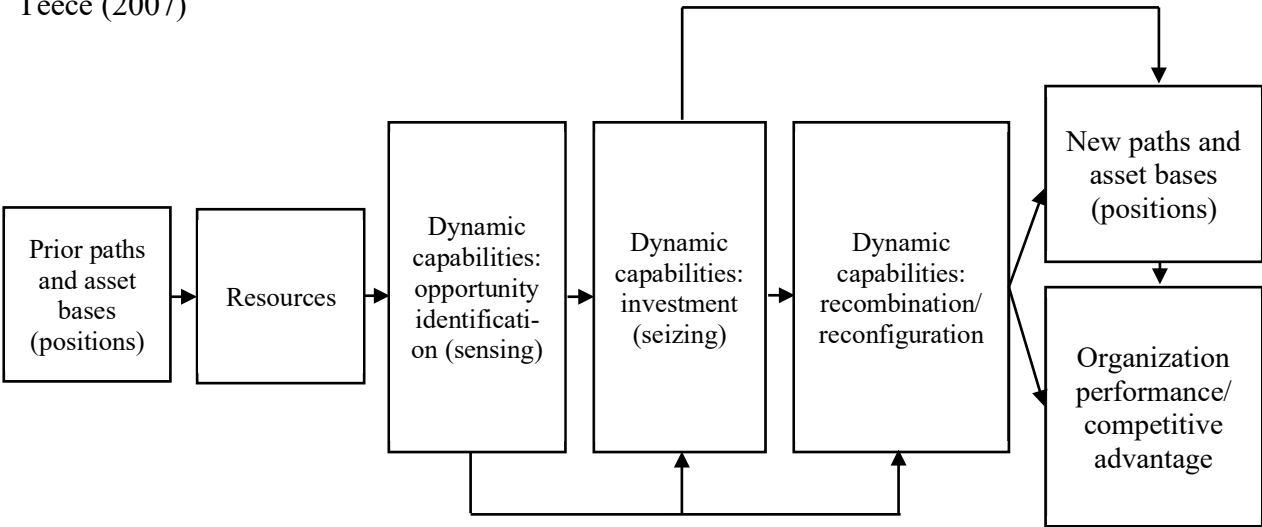 Teece (2007)
Prior paths
and asset
bases
(positions)
Resources
Dynamic
capabilities:
opportunity
identificati-
on (sensing)
Dynamic
capabilities:
investment
(seizing)
Dynamic
capabilities:
recombination/
reconfiguration
New paths and
asset bases
(positions)
Organization
performance/
competitive
advantage